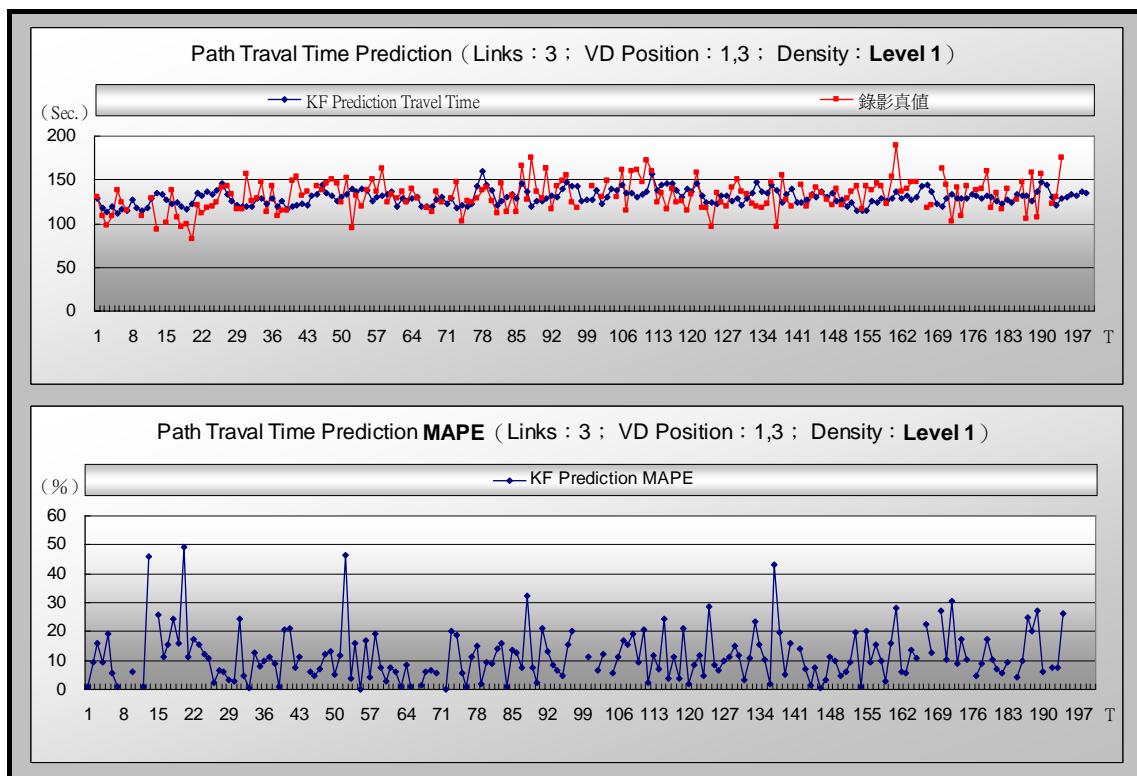 Path Traval Time Prediction（Links：3； VD Position：1,3； Density：Level 1）
（Sec.） KF Prediction Travel Time 錄影真值
200
150
100
50
0
1 8 15 22 29 36 43 50 57 64 71 78 85 92 99 106 113 120 127 134 141 148 155 162 169 176 183 190 197 T
Path Traval Time Prediction MAPE（Links：3； VD Position：1,3； Density：Level 1）
（%） KF Prediction MAPE
60
50
40
30
20
10
0
1 8 15 22 29 36 43 50 57 64 71 78 85 92 99 106 113 120 127 134 141 148 155 162 169 176 183 190 197 T